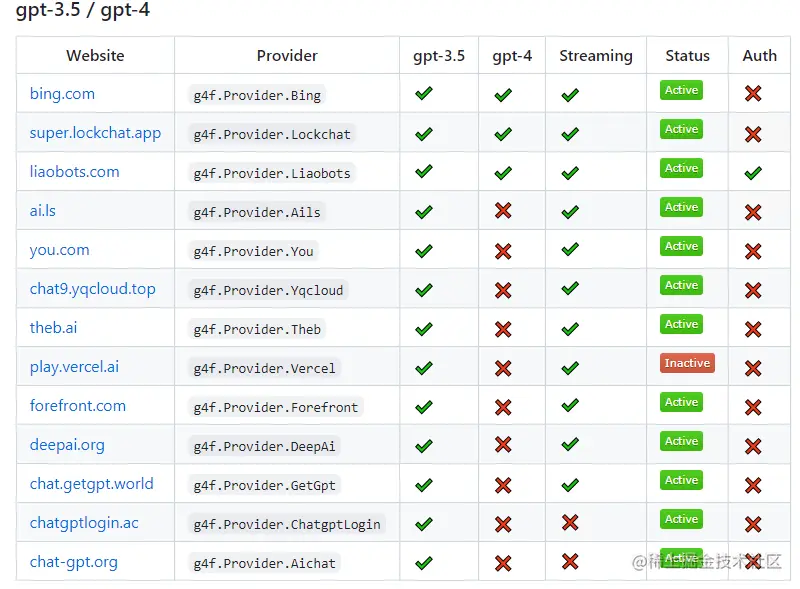 gpt-3.5 / gpt-4
Website Provider gpt-3.5 gpt-4 Streaming Status Auth
bing.com g4f.Provider.Bing ✔ ✔ ✔ Active ❌
super.lockchat.app g4f.Provider.Lockchat ✔ ✔ ✔ Active ❌
liaobots.com g4f.Provider.Liaobots ✔ ✔ ✔ Active ✔
ai.ls g4f.Provider.Ails ✔ ❌ ✔ Active ❌
you.com g4f.Provider.You ✔ ❌ ✔ Active ❌
chat9.yqcloud.top g4f.Provider.Yqcloud ✔ ❌ ✔ Active ❌
theb.ai g4f.Provider.Theb ✔ ❌ ✔ Active ❌
play.vercel.ai g4f.Provider.Vercel ✔ ❌ ✔ Inactive ❌
forefront.com g4f.Provider.Forefront ✔ ❌ ✔ Active ❌
deepai.org g4f.Provider.DeepAi ✔ ❌ ✔ Active ❌
chat.getgpt.world g4f.Provider.GetGpt ✔ ❌ ✔ Active ❌
chatgptlogin.ac g4f.Provider.ChatgptLogin ✔ ❌ ❌ Active ❌
chat-gpt.org g4f.Provider.Aichat ✔ ❌ ❌ Active ❌
@稀土掘金技术社区